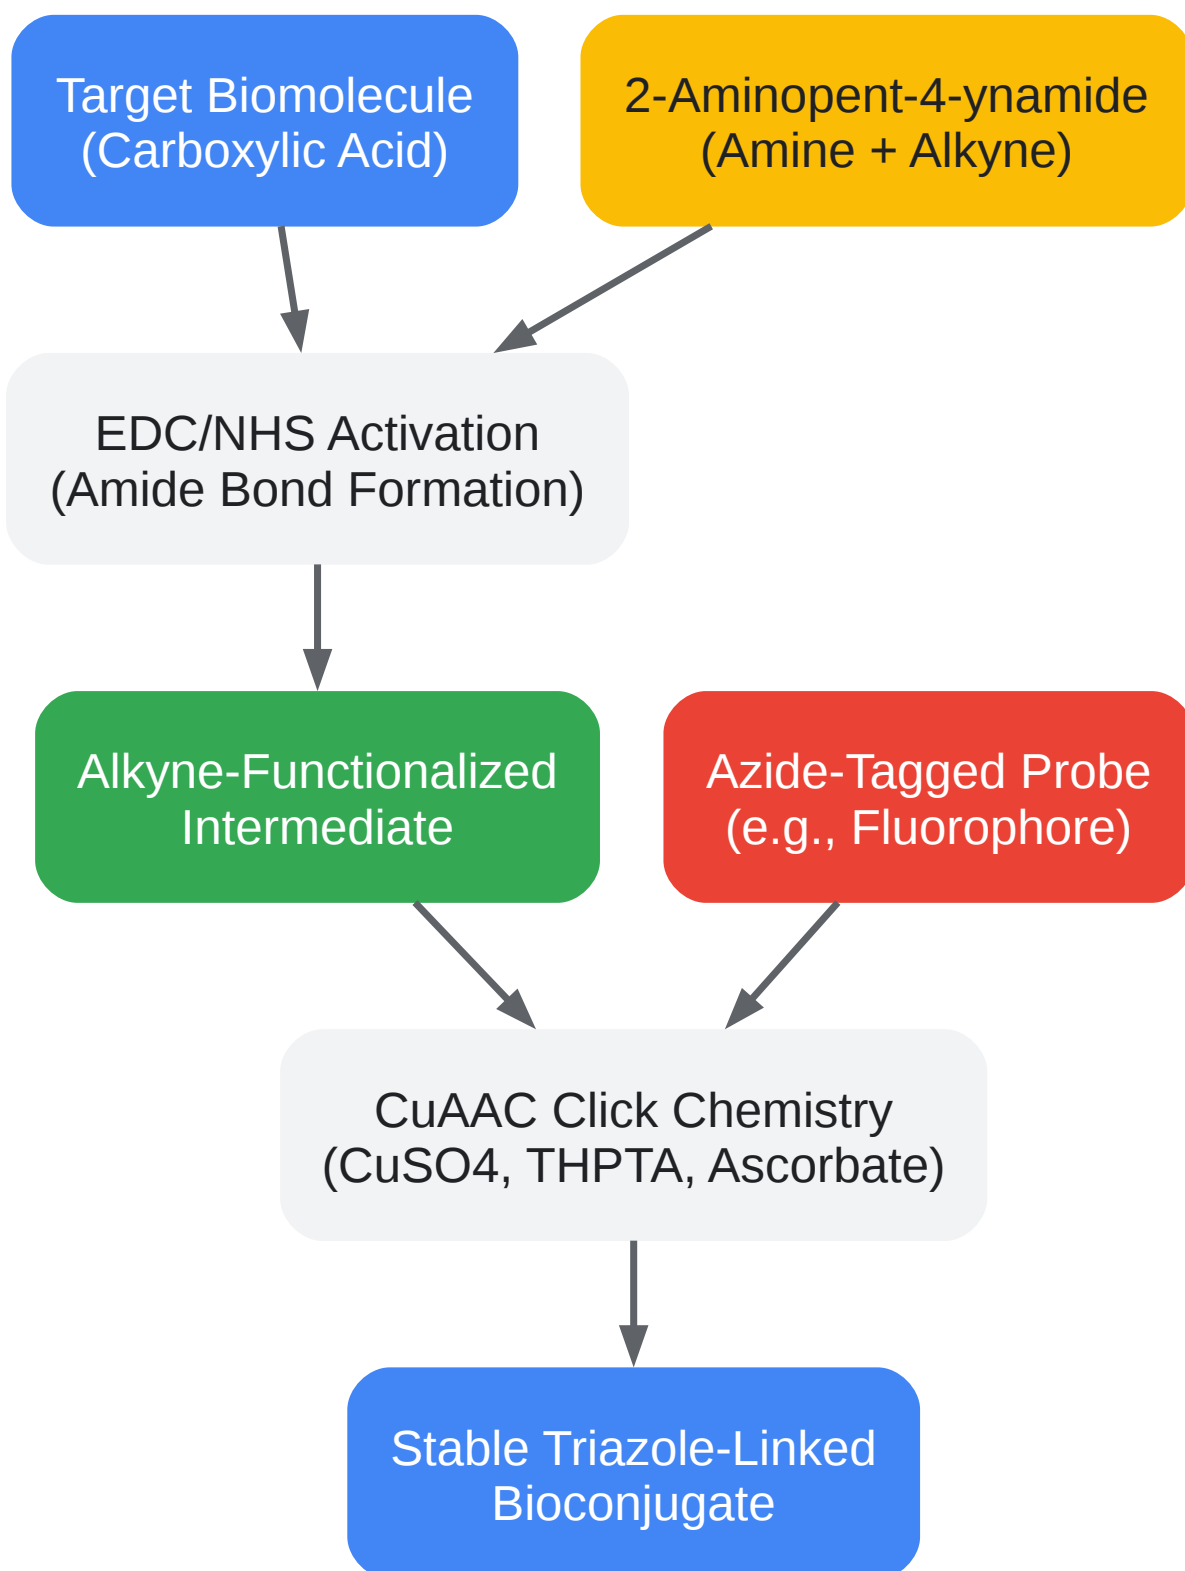 Target Biomolecule
(Carboxylic Acid)
2-Aminopent-4-ynamide
(Amine + Alkyne)
EDC/NHS Activation
(Amide Bond Formation)
Alkyne-Functionalized
Intermediate
Azide-Tagged Probe
(e.g., Fluorophore)
CuAAC Click Chemistry
(CuSO4, THPTA, Ascorbate)
Stable Triazole-Linked
Bioconjugate